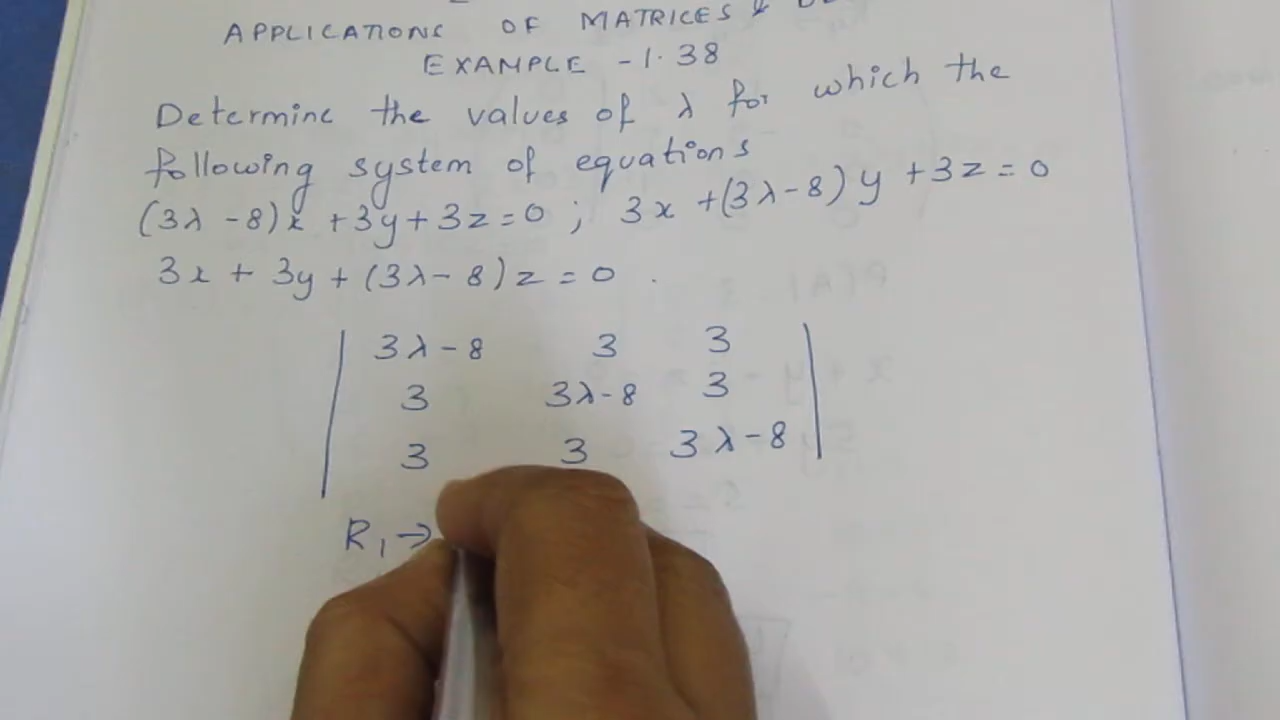 APPLICATIONS OF MATRICES &
EXAMPLE - 1.38
Determine the values of λ for which the
following system of equations
(3λ - 8)x + 3y + 3z = 0 ; 3x + (3λ - 8) y + 3z = 0
3x + 3y + (3λ - 8) z = 0 .
3λ - 8 3 3
3 3λ - 8 3
3 3 3λ - 8
R₁ →